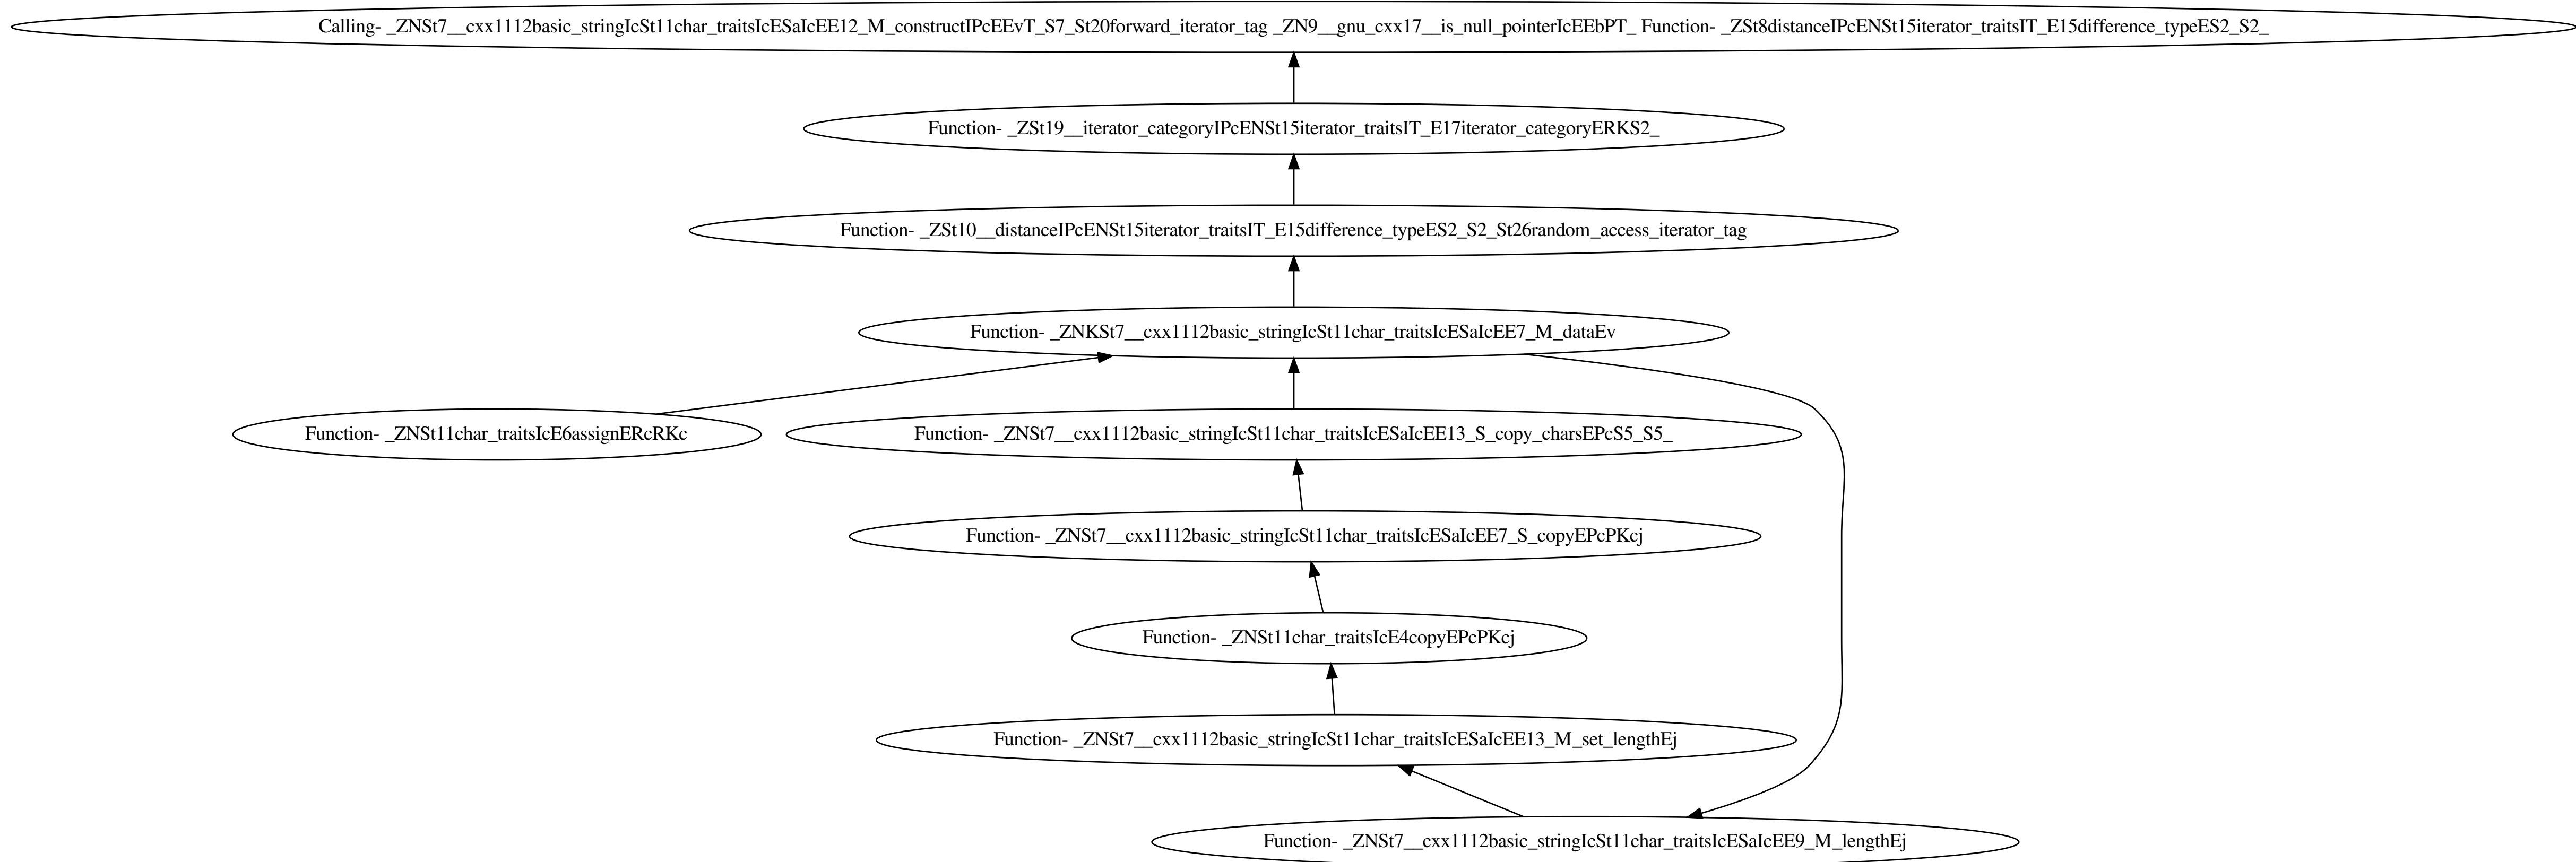 Calling- _ZNSt7__cxx1112basic_stringIcSt11char_traitsIcESaIcEE12_M_constructIPcEEvT_S7_St20forward_iterator_tag _ZN9__gnu_cxx17__is_null_pointerIcEEbPT_ Function- _ZSt8distanceIPcENSt15iterator_traitsIT_E15difference_typeES2_S2_
Function- _ZSt19__iterator_categoryIPcENSt15iterator_traitsIT_E17iterator_categoryERKS2_
Function- _ZSt10__distanceIPcENSt15iterator_traitsIT_E15difference_typeES2_S2_St26random_access_iterator_tag
Function- _ZNKSt7__cxx1112basic_stringIcSt11char_traitsIcESaIcEE7_M_dataEv
Function- _ZNSt11char_traitsIcE6assignERcRKc
Function- _ZNSt7__cxx1112basic_stringIcSt11char_traitsIcESaIcEE13_S_copy_charsEPcS5_S5_
Function- _ZNSt7__cxx1112basic_stringIcSt11char_traitsIcESaIcEE7_S_copyEPcPKcj
Function- _ZNSt11char_traitsIcE4copyEPcPKcj
Function- _ZNSt7__cxx1112basic_stringIcSt11char_traitsIcESaIcEE13_M_set_lengthEj
Function- _ZNSt7__cxx1112basic_stringIcSt11char_traitsIcESaIcEE9_M_lengthEj